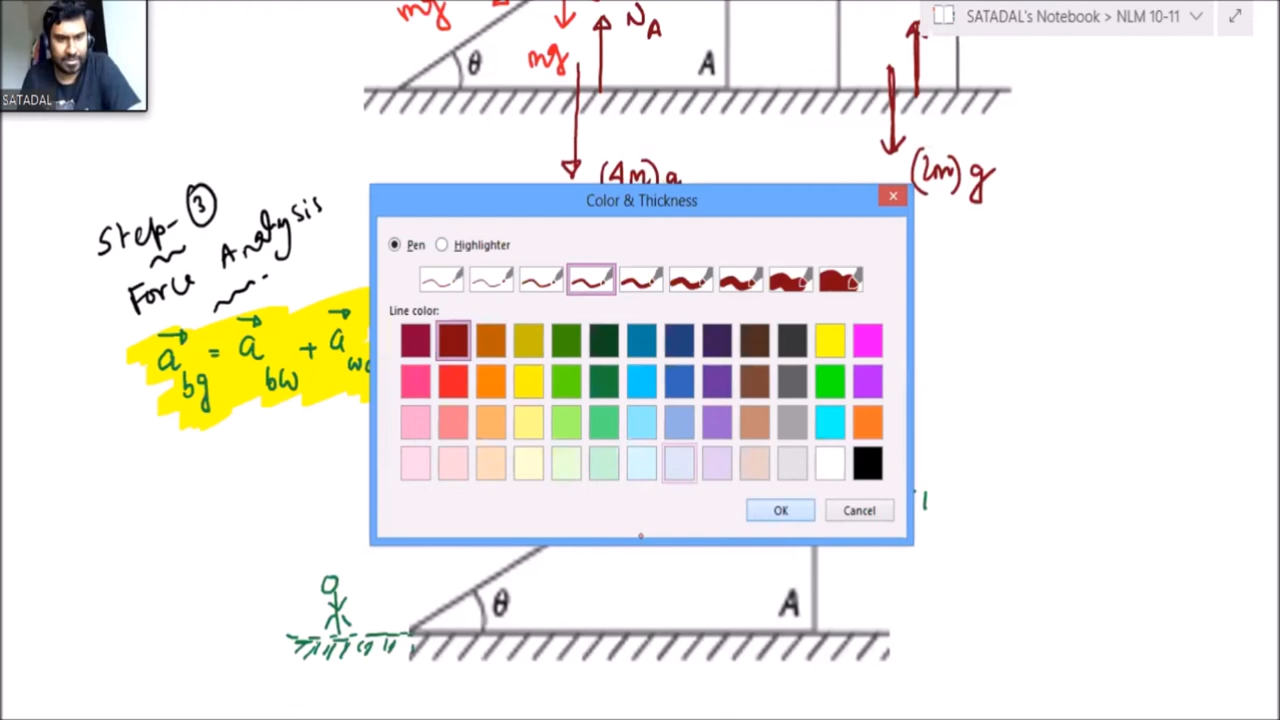 SATADAL's Notebook > NLM 10-11
mg
N_A
mg
θ
A
SATADAL
(4m)g
(2m)g
Step-③
Force Analysis
a⃗_bg = a⃗_bw + a⃗_w
Color & Thickness
Pen
Highlighter
Line color:
OK
Cancel
θ
A